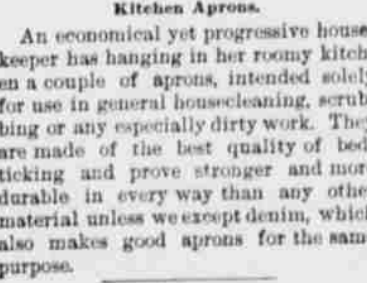 Kitchen Aprons.
An economical yet progressive house
keeper has hanging in her roomy kitch
en a couple of aprons, intended solely
for use in general housecleaning, scrub
bing or any especially dirty work. They
are made of the best quality of bed
ticking and prove stronger and more
durable in every way than any othe
material unless we except denim, which
also makes good aprons for the sam
purpose.